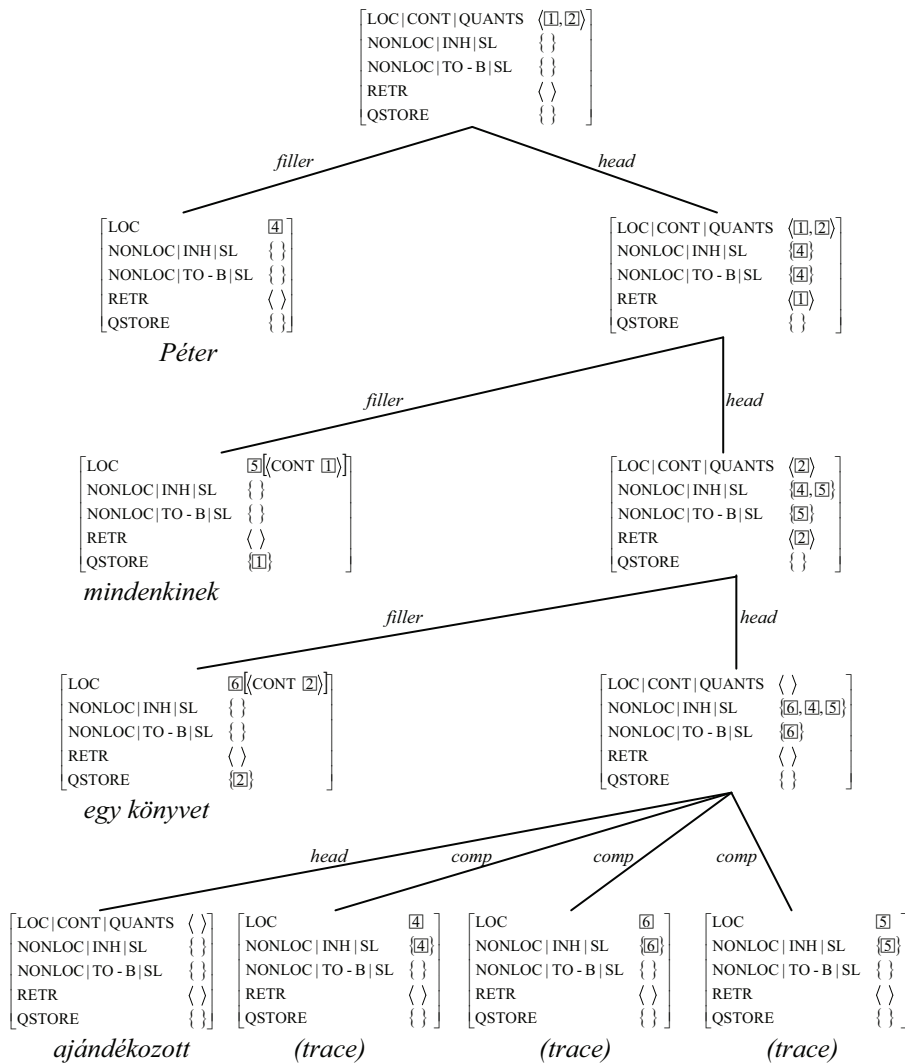 LOC|CONT|QUANTS ⟨1, 2⟩
NONLOC|INH|SL { }
NONLOC|TO - B|SL { }
RETR ⟨ ⟩
QSTORE { }
filler head
LOC 4
NONLOC|INH|SL { }
NONLOC|TO - B|SL { }
RETR ⟨ ⟩
QSTORE { }
Péter
LOC|CONT|QUANTS ⟨1, 2⟩
NONLOC|INH|SL {4}
NONLOC|TO - B|SL {4}
RETR ⟨1⟩
QSTORE { }
filler head
LOC 5[⟨CONT 1⟩]
NONLOC|INH|SL { }
NONLOC|TO - B|SL { }
RETR ⟨ ⟩
QSTORE {1}
mindenkinek
LOC|CONT|QUANTS ⟨2⟩
NONLOC|INH|SL {4, 5}
NONLOC|TO - B|SL {5}
RETR ⟨2⟩
QSTORE { }
filler head
LOC 6[⟨CONT 2⟩]
NONLOC|INH|SL { }
NONLOC|TO - B|SL { }
RETR ⟨ ⟩
QSTORE {2}
egy könyvet
LOC|CONT|QUANTS ⟨ ⟩
NONLOC|INH|SL {6, 4, 5}
NONLOC|TO - B|SL {6}
RETR ⟨ ⟩
QSTORE { }
head comp comp comp
LOC|CONT|QUANTS ⟨ ⟩
NONLOC|INH|SL { }
NONLOC|TO - B|SL { }
RETR ⟨ ⟩
QSTORE { }
ajándékozott
LOC 4
NONLOC|INH|SL {4}
NONLOC|TO - B|SL { }
RETR ⟨ ⟩
QSTORE { }
(trace)
LOC 6
NONLOC|INH|SL {6}
NONLOC|TO - B|SL { }
RETR ⟨ ⟩
QSTORE { }
(trace)
LOC 5
NONLOC|INH|SL {5}
NONLOC|TO - B|SL { }
RETR ⟨ ⟩
QSTORE { }
(trace)